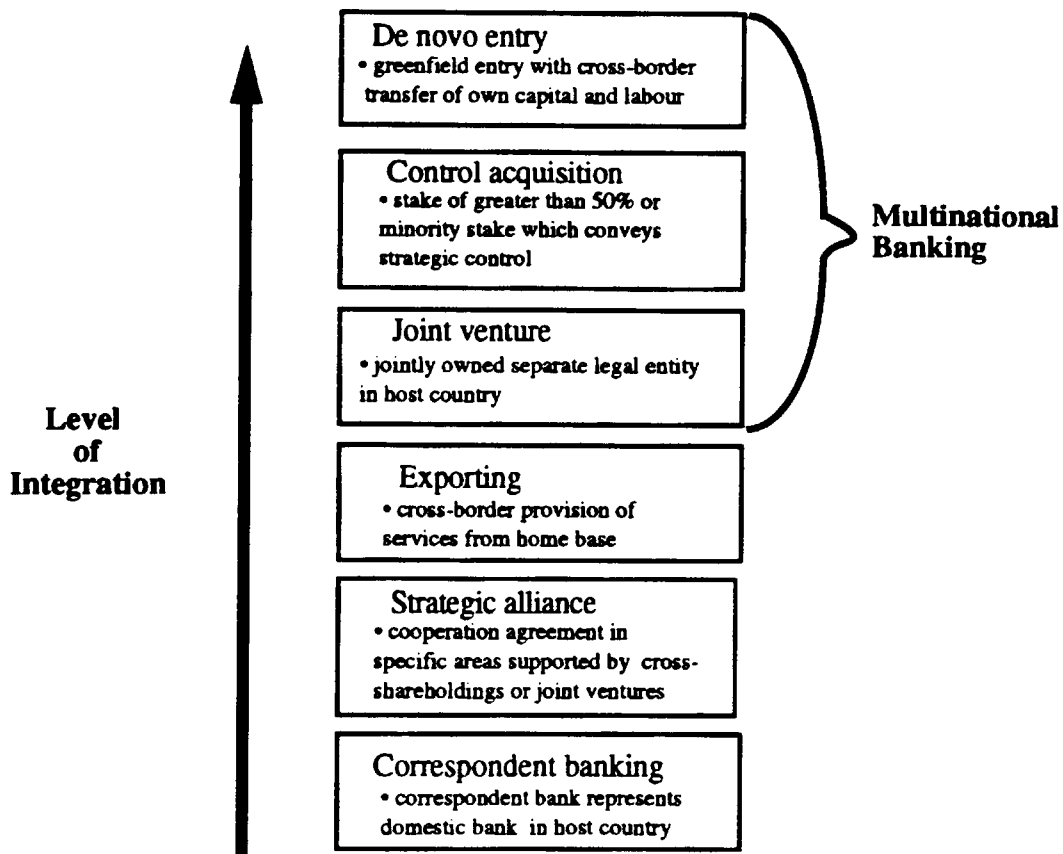 De novo entry
• greenfield entry with cross-border
transfer of own capital and labour
Control acquisition
• stake of greater than 50% or
minority stake which conveys
strategic control
Multinational
Banking
Joint venture
• jointly owned separate legal entity
in host country
Level
of
Integration
Exporting
• cross-border provision of
services from home base
Strategic alliance
• cooperation agreement in
specific areas supported by cross-
shareholdings or joint ventures
Correspondent banking
• correspondent bank represents
domestic bank in host country